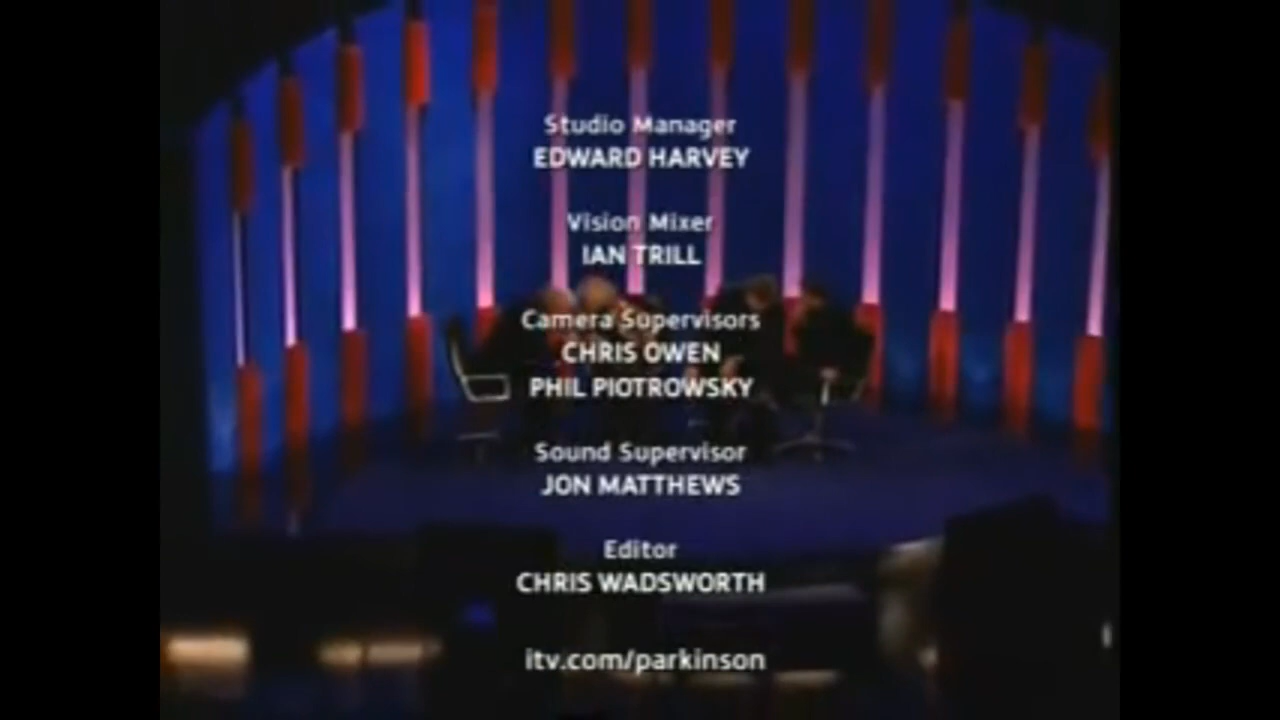 Studio Manager
EDWARD HARVEY
Vision Mixer
IAN TRILL
Camera Supervisors
CHRIS OWEN
PHIL PIOTROWSKY
Sound Supervisor
JON MATTHEWS
Editor
CHRIS WADSWORTH
itv.com/parkinson